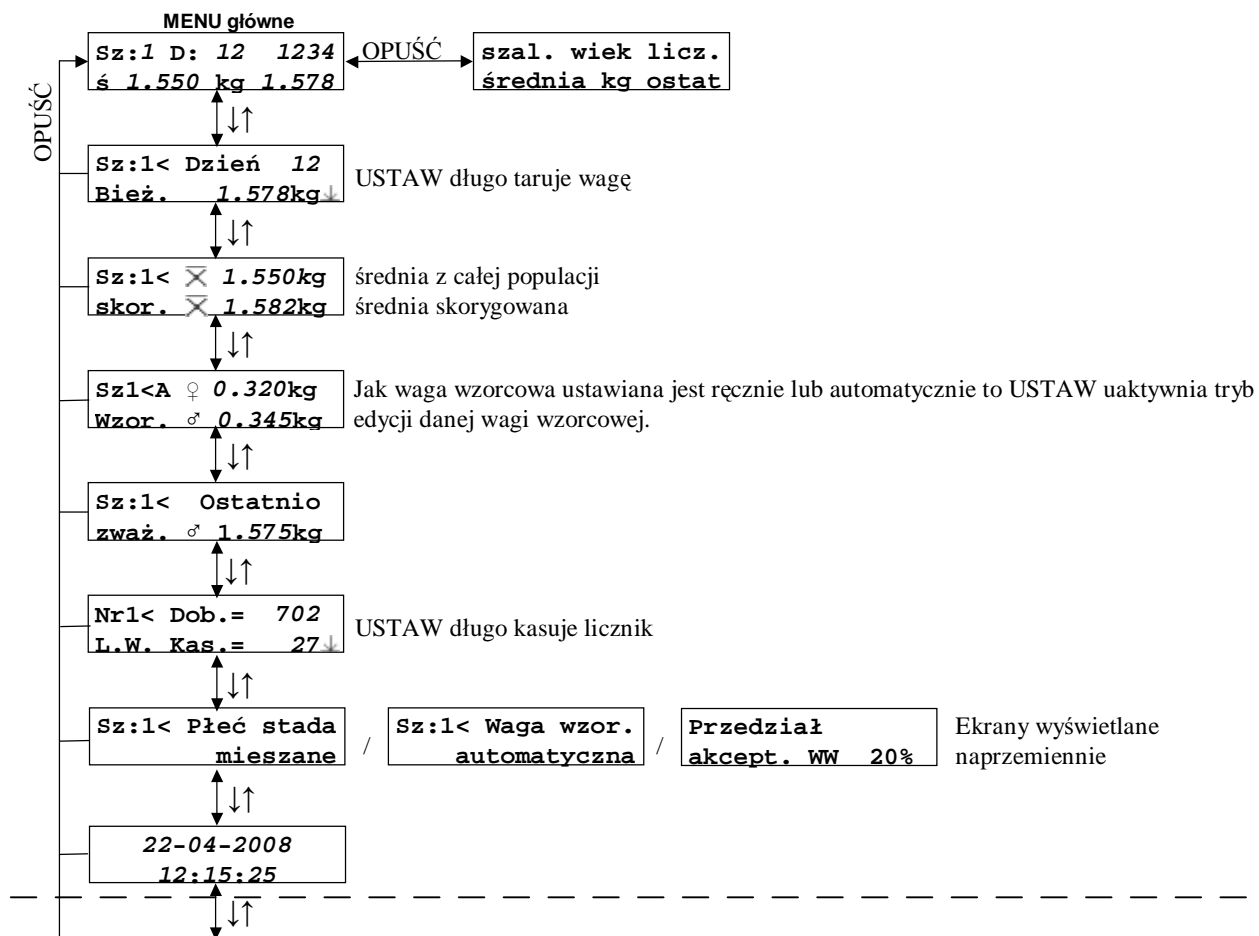 MENU główne
Sz:1 D: 12 1234
ś 1.550 kg 1.578
OPUŚĆ
szal. wiek licz.
średnia kg ostat
OPUŚĆ
↓↑
Sz:1< Dzień 12
Bież. 1.578kg↓
USTAW długo taruje wagę
↓↑
Sz:1< X̅ 1.550kg
skor. X̅ 1.582kg
średnia z całej populacji
średnia skorygowana
↓↑
Sz1<A ♀ 0.320kg
Wzor. ♂ 0.345kg
Jak waga wzorcowa ustawiana jest ręcznie lub automatycznie to USTAW uaktywnia tryb
edycji danej wagi wzorcowej.
↓↑
Sz:1< Ostatnio
zważ. ♂ 1.575kg
↓↑
Nr1< Dob.= 702
L.W. Kas.= 27↓
USTAW długo kasuje licznik
↓↑
Sz:1< Płeć stada
mieszane
/
Sz:1< Waga wzor.
automatyczna
/
Przedział
akcept. WW 20%
Ekrany wyświetlane
naprzemiennie
↓↑
22-04-2008
12:15:25
↓↑